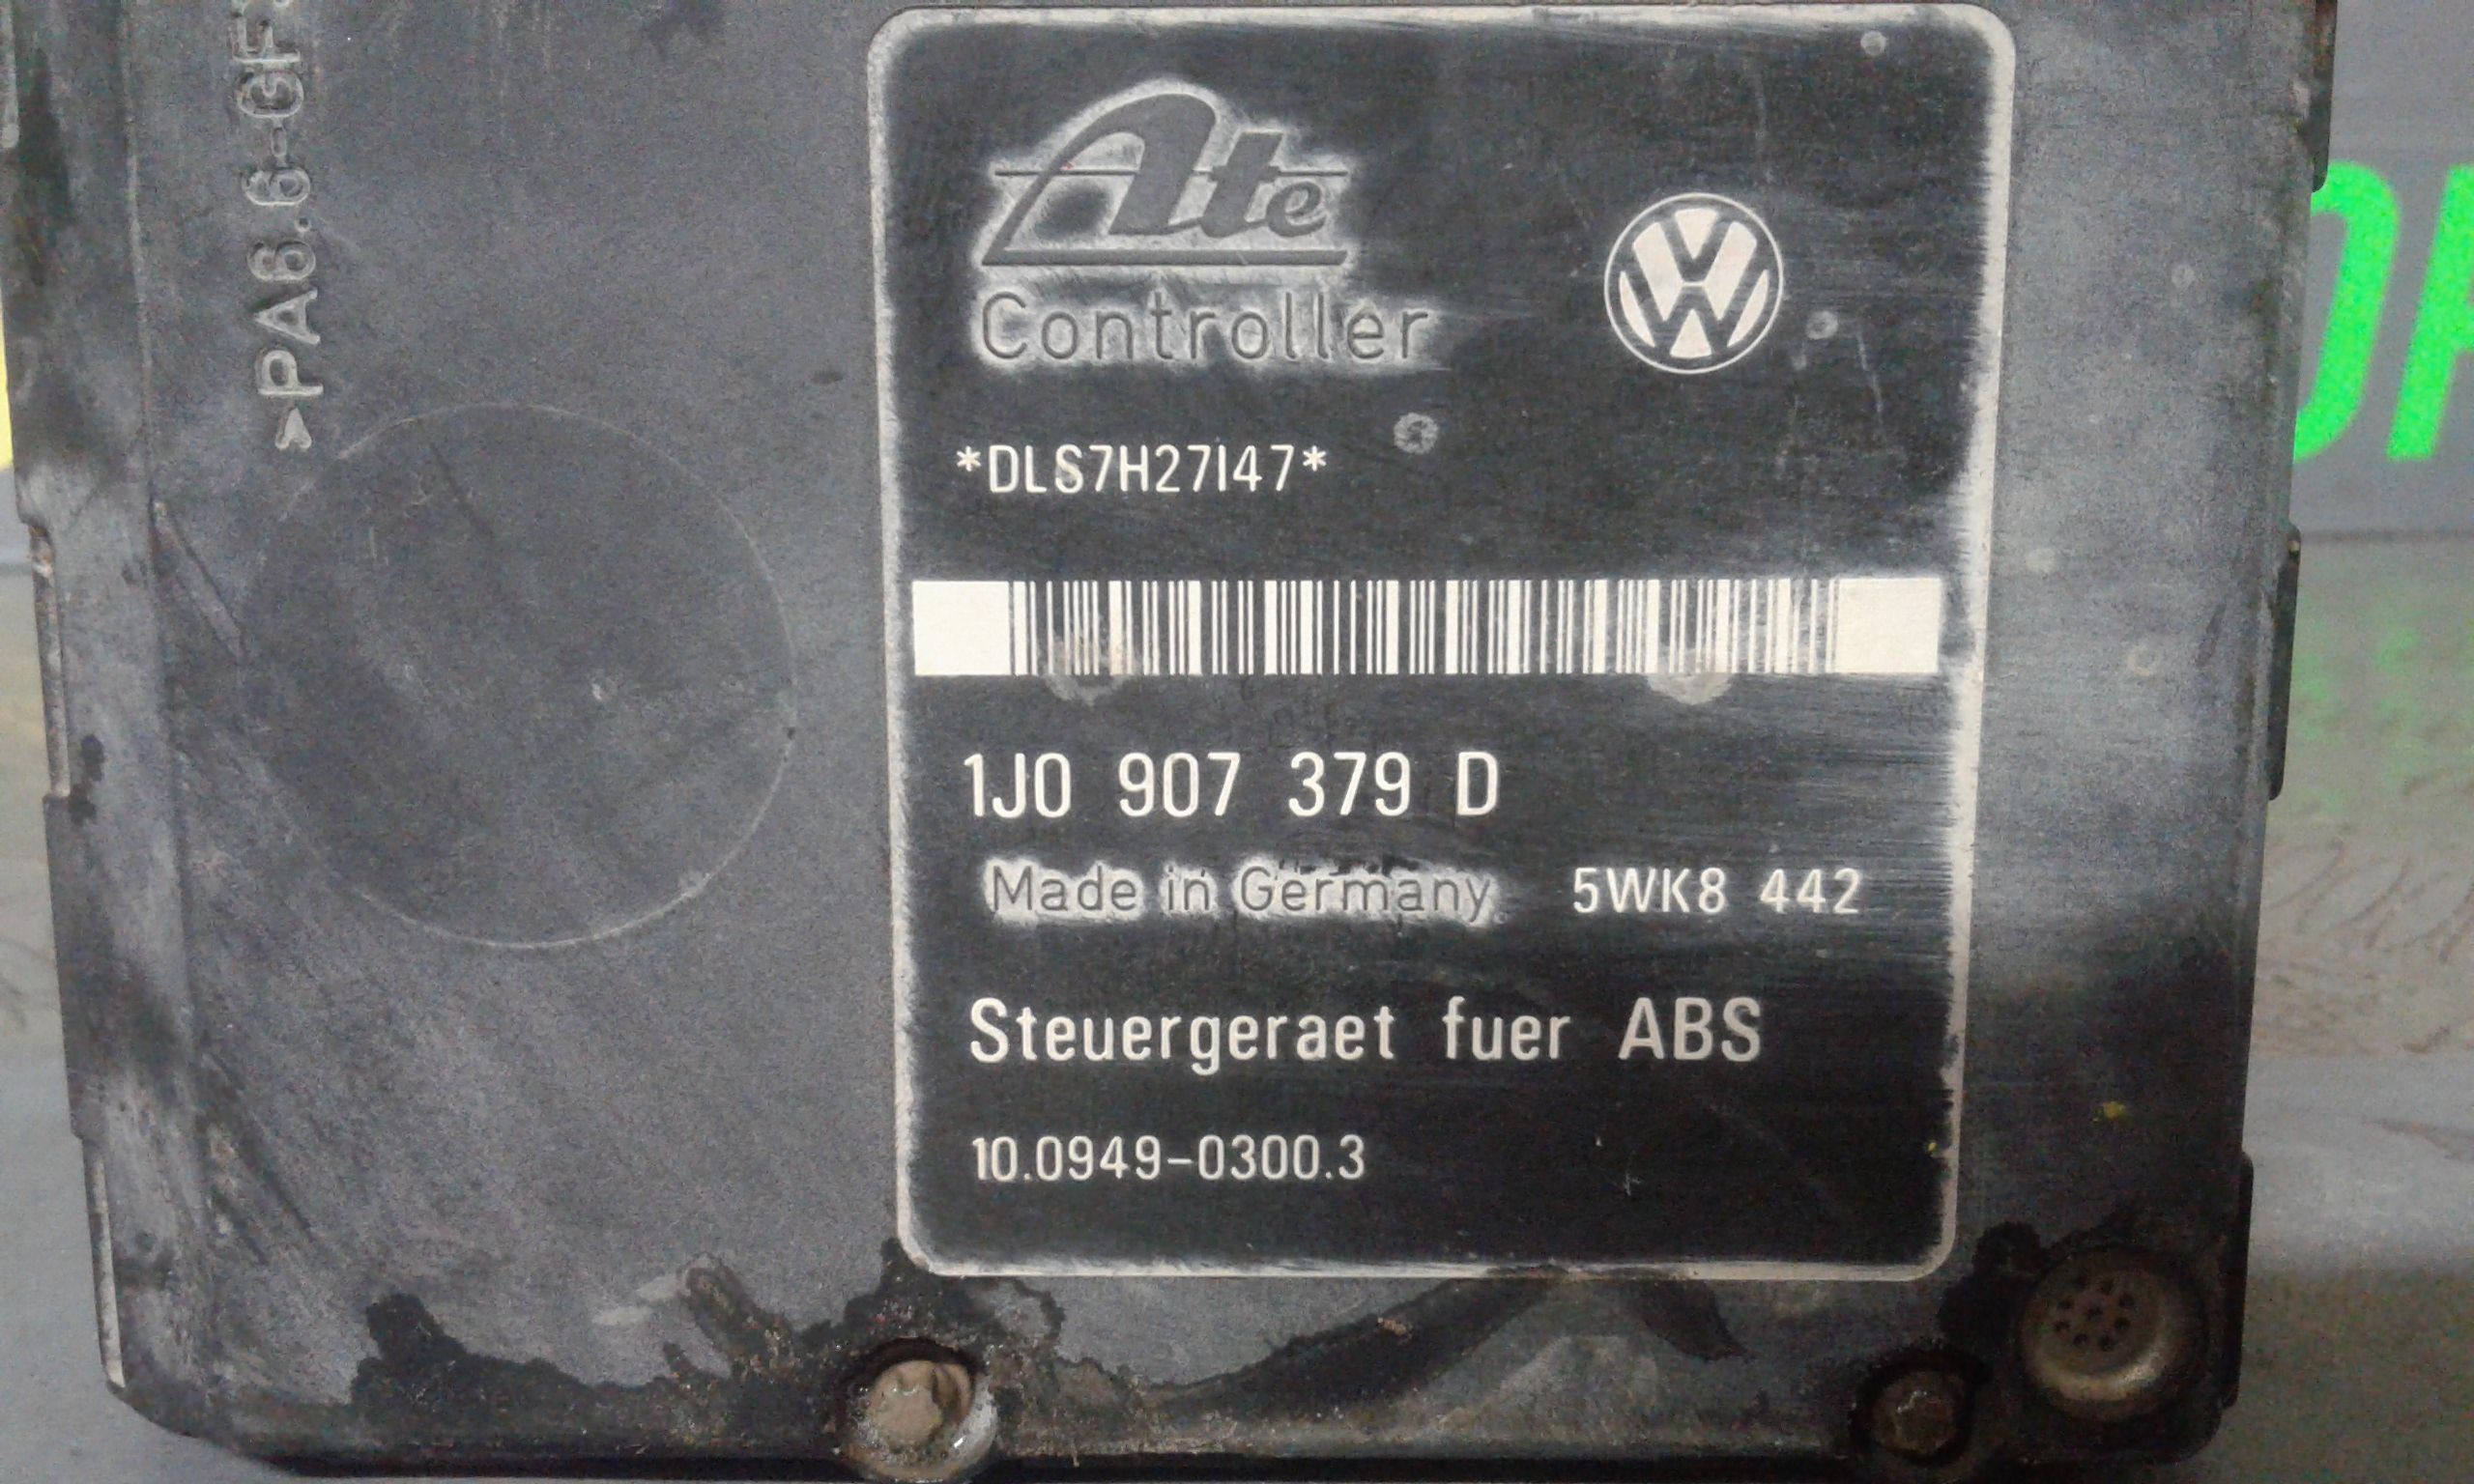 >PA6.6-GF
Ate
Controller
*DLS7H27I47*
1J0 907 379 D
Made in Germany 5WK8 442
Steuergeraet fuer ABS
10.0949-0300.3